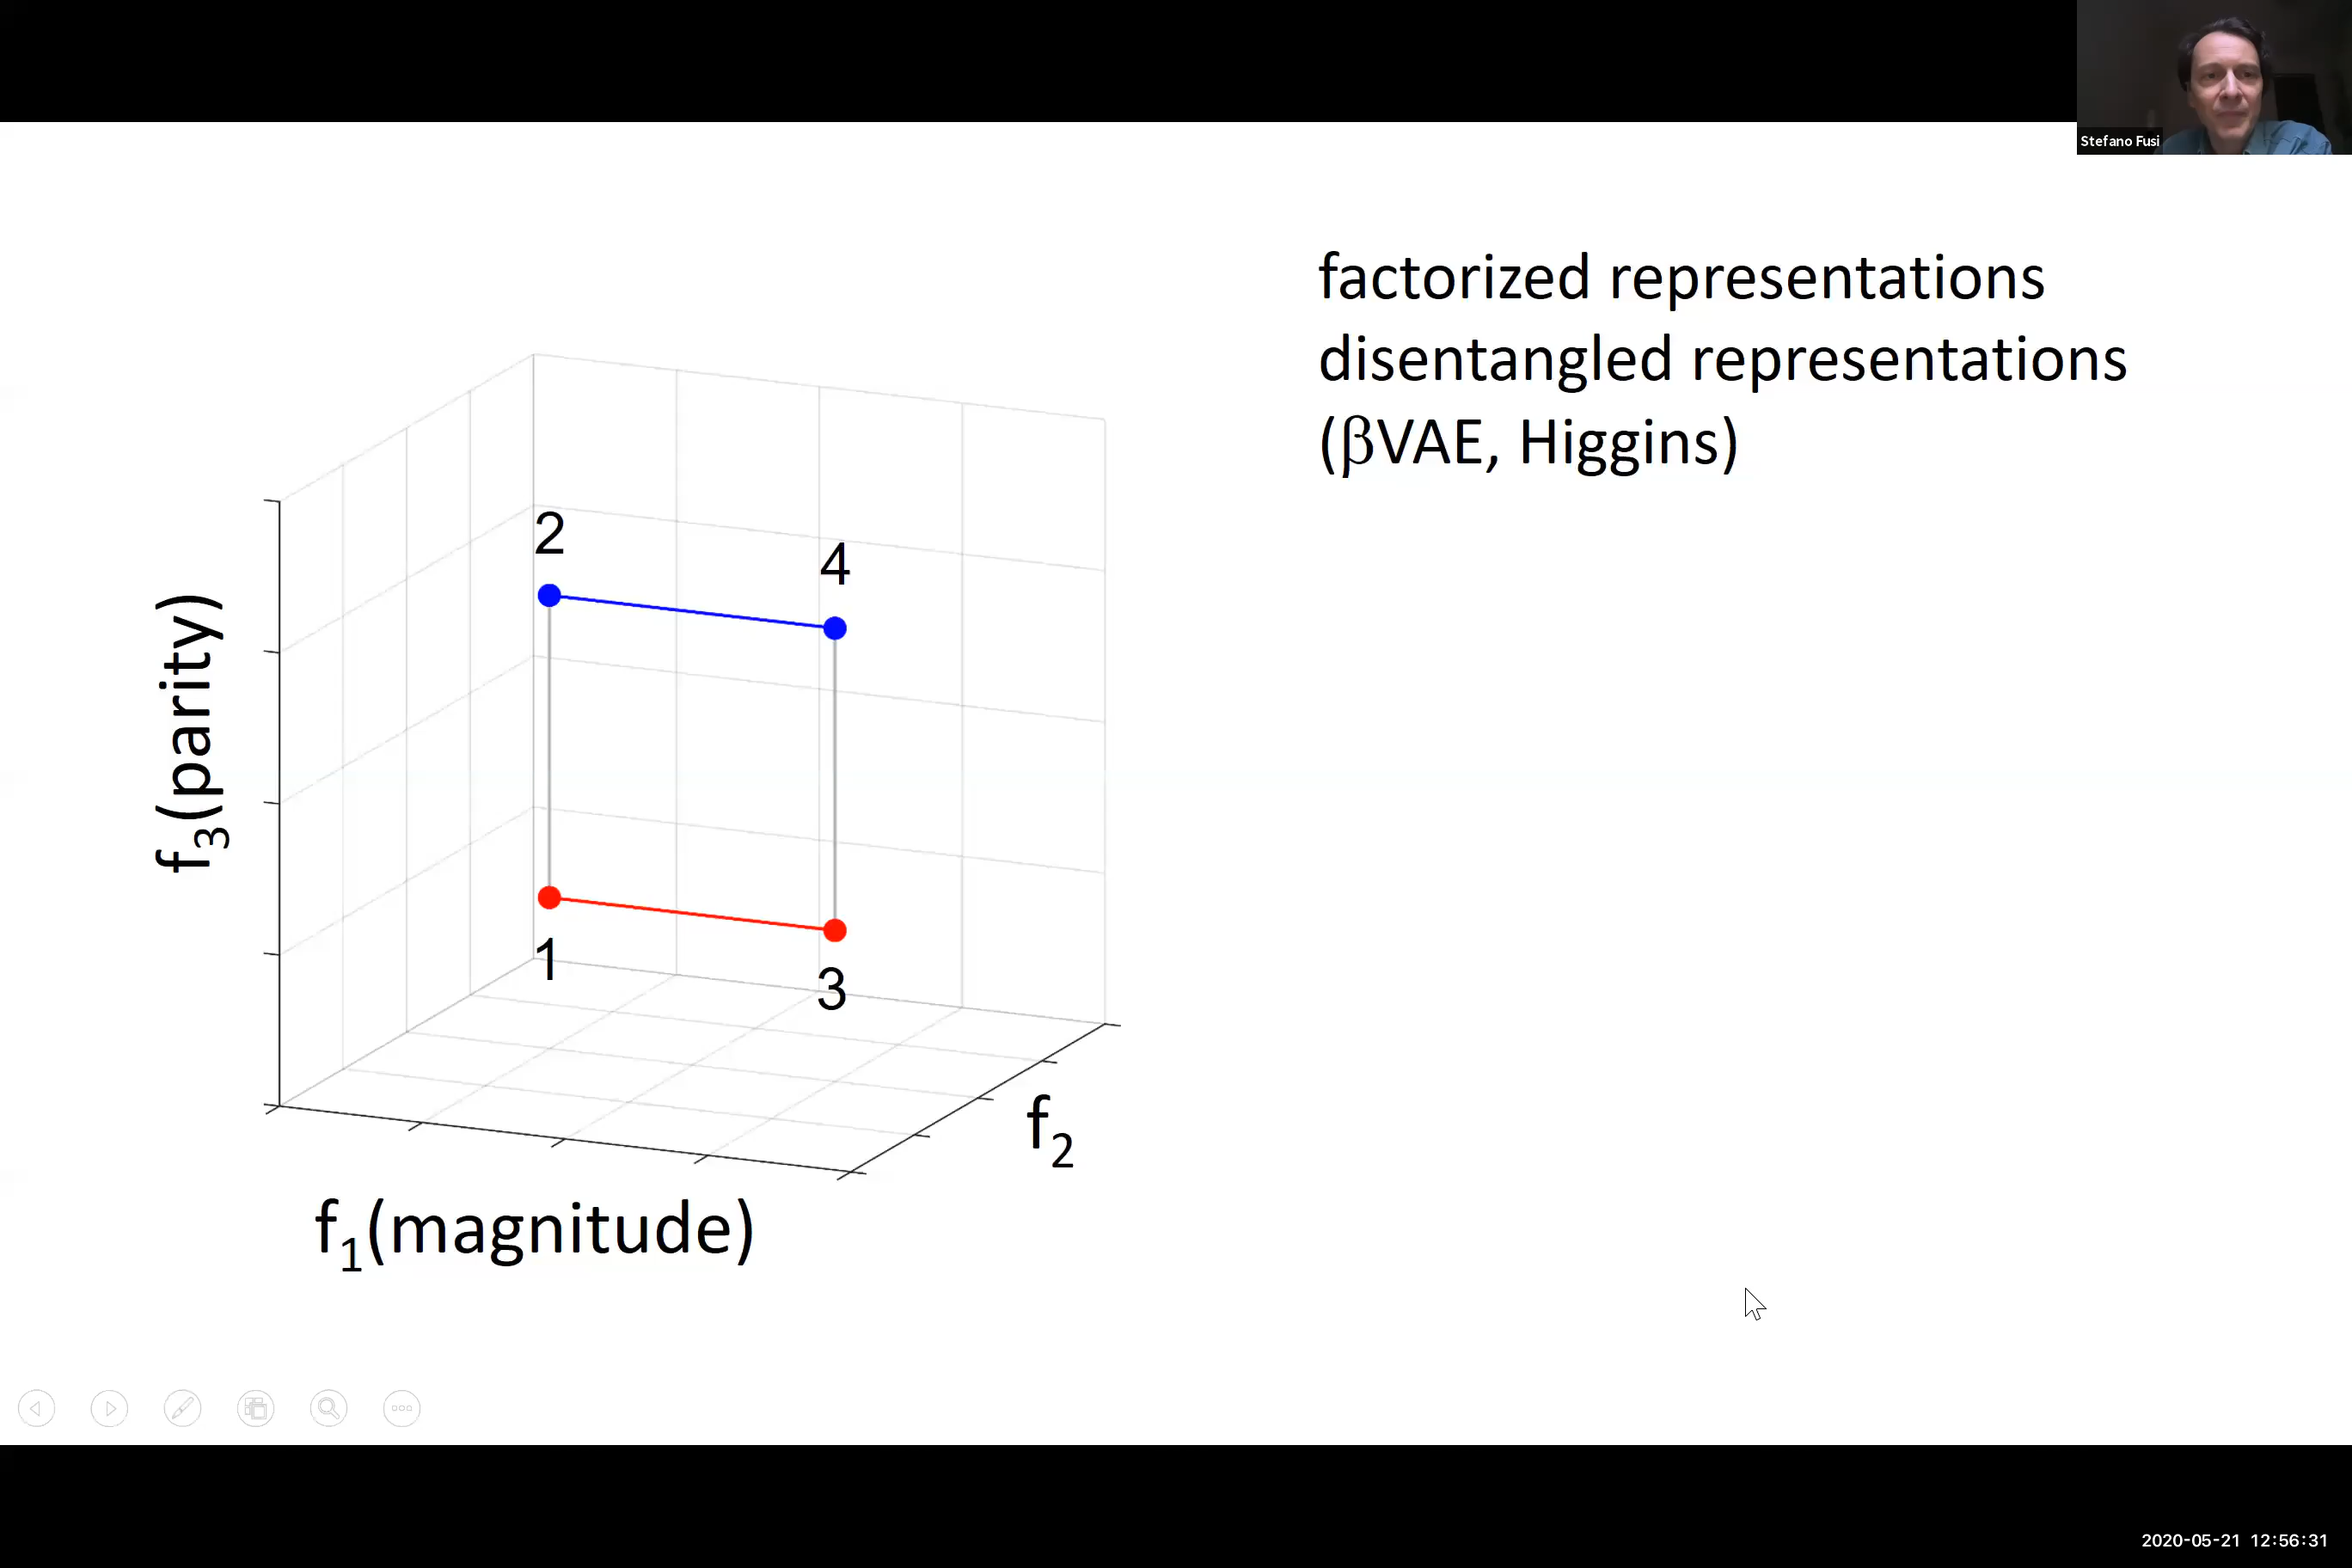 Stefano Fusi
factorized representations
disentangled representations
(βVAE, Higgins)
2
4
1
3
f3(parity)
f2
f1(magnitude)
2020-05-21 12:56:31